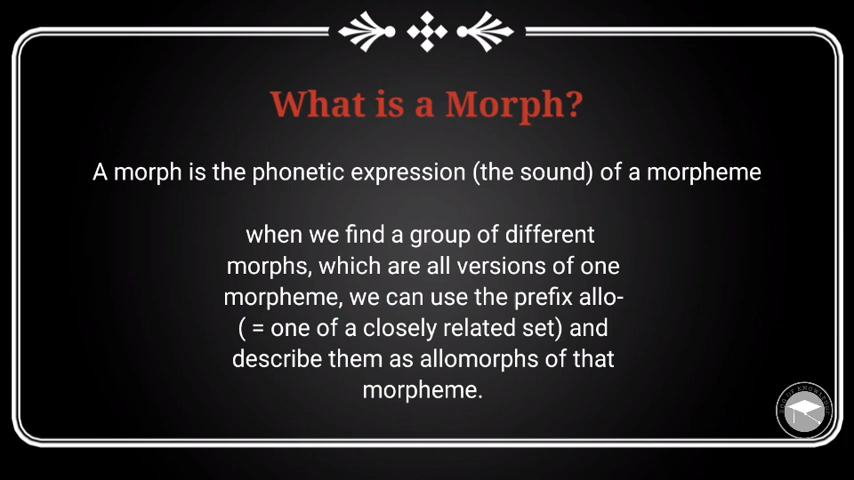 What is a Morph?
A morph is the phonetic expression (the sound) of a morpheme
when we find a group of different
morphs, which are all versions of one
morpheme, we can use the prefix allo-
( = one of a closely related set) and
describe them as allomorphs of that
morpheme.
OF KNOWLEDGE